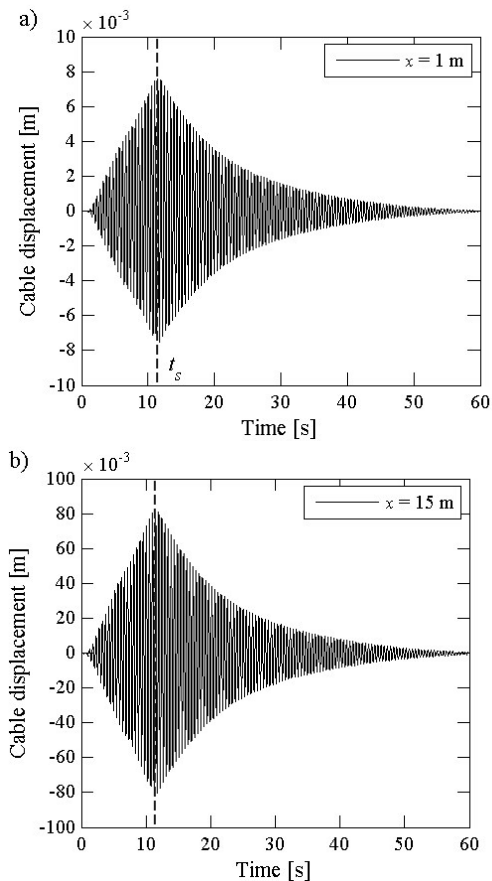 a)
× 10⁻³
10
8
6
4
2
0
-2
-4
-6
-8
-10
Cable displacement [m]
x = 1 m
tₛ
0 10 20 30 40 50 60
Time [s]
b)
× 10⁻³
100
80
60
40
20
0
-20
-40
-60
-80
-100
Cable displacement [m]
x = 15 m
0 10 20 30 40 50 60
Time [s]